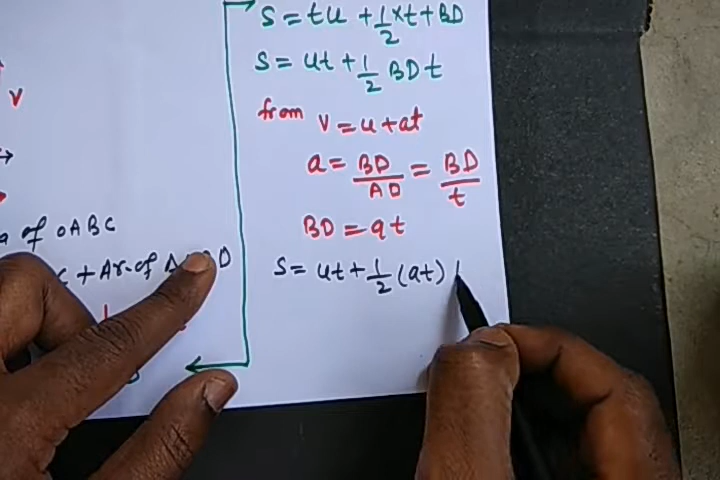 V
a of OABC
c + Ar. of A
D
S = tu + 1/2 x t + BD
S = ut + 1/2 BD t
from V = u + at
a = BD/AD = BD/t
BD = at
S = ut + 1/2 (at)